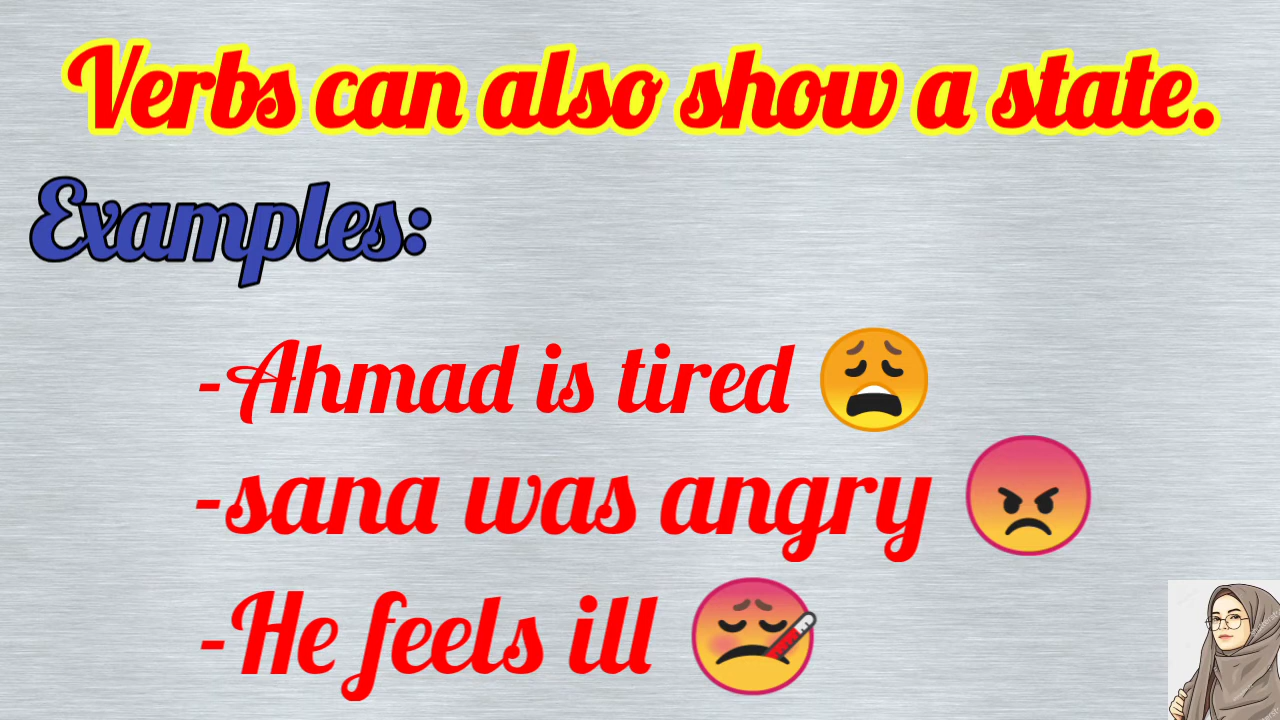 Verbs can also show a state.
Examples:
-Ahmad is tired 😩
-sana was angry 😡
-He feels ill 🤒